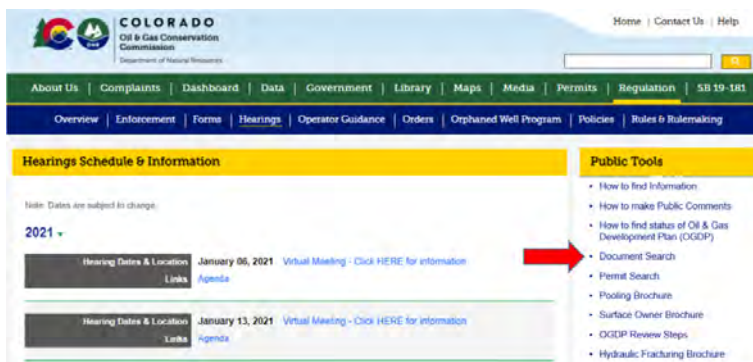 COLORADO
Oil & Gas Conservation
Commission
Department of Natural Resources
Home | Contact Us | Help
About Us | Complaints | Dashboard | Data | Government | Library | Maps | Media | Permits | Regulation | SB 19-181
Overview | Enforcement | Forms | Hearings | Operator Guidance | Orders | Orphaned Well Program | Policies | Rules & Rulemaking
Hearings Schedule & Information
Note: Dates are subject to change.
2021
Hearing Dates & Location January 06, 2021 Virtual Meeting - Click HERE for information
Links Agenda
Hearing Dates & Location January 13, 2021 Virtual Meeting - Click HERE for information
Links Agenda
Public Tools
• How to find Information
• How to make Public Comments
• How to find status of Oil & Gas
Development Plan (OGDP)
• Document Search
• Permit Search
• Pooling Brochure
• Surface Owner Brochure
• OGDP Review Steps
• Hydraulic Fracturing Brochure